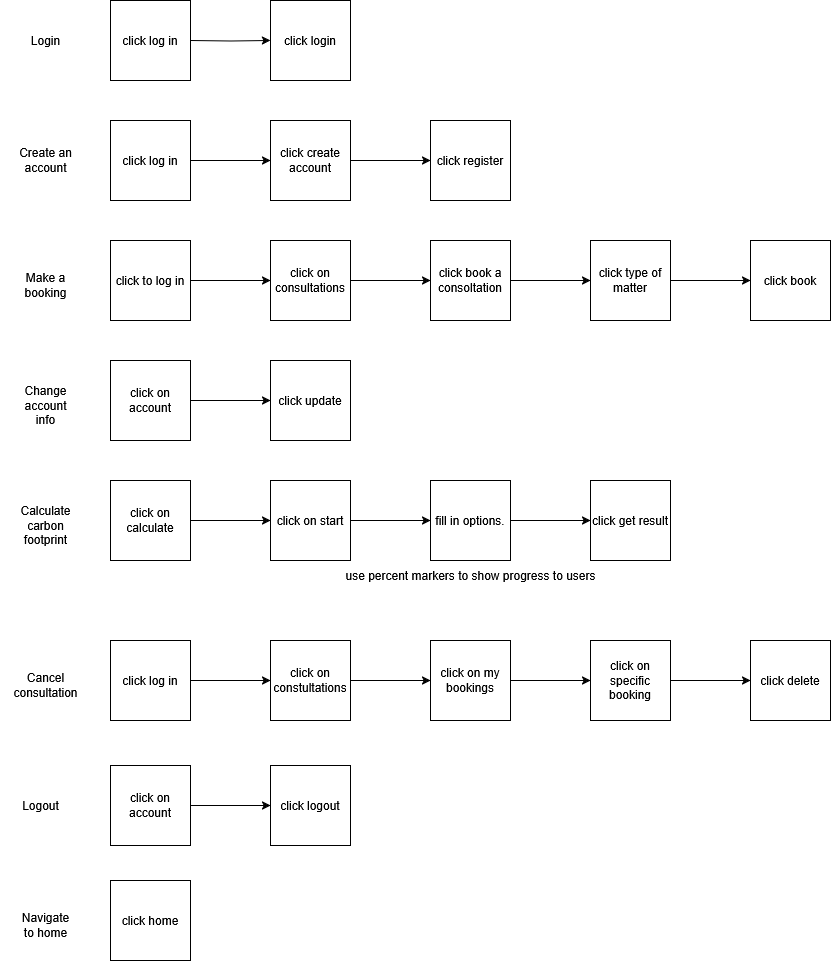 Login
click log in
click login
Create an
account
click log in
click create
account
click register
Make a
booking
click to log in
click on
consultations
click book a
consoltation
click type of
matter
click book
Change
account
info
click on
account
click update
Calculate
carbon
footprint
click on
calculate
click on start
fill in options.
click get result
use percent markers to show progress to users
Cancel
consultation
click log in
click on
constultations
click on my
bookings
click on
specific
booking
click delete
Logout
click on
account
click logout
Navigate
to home
click home